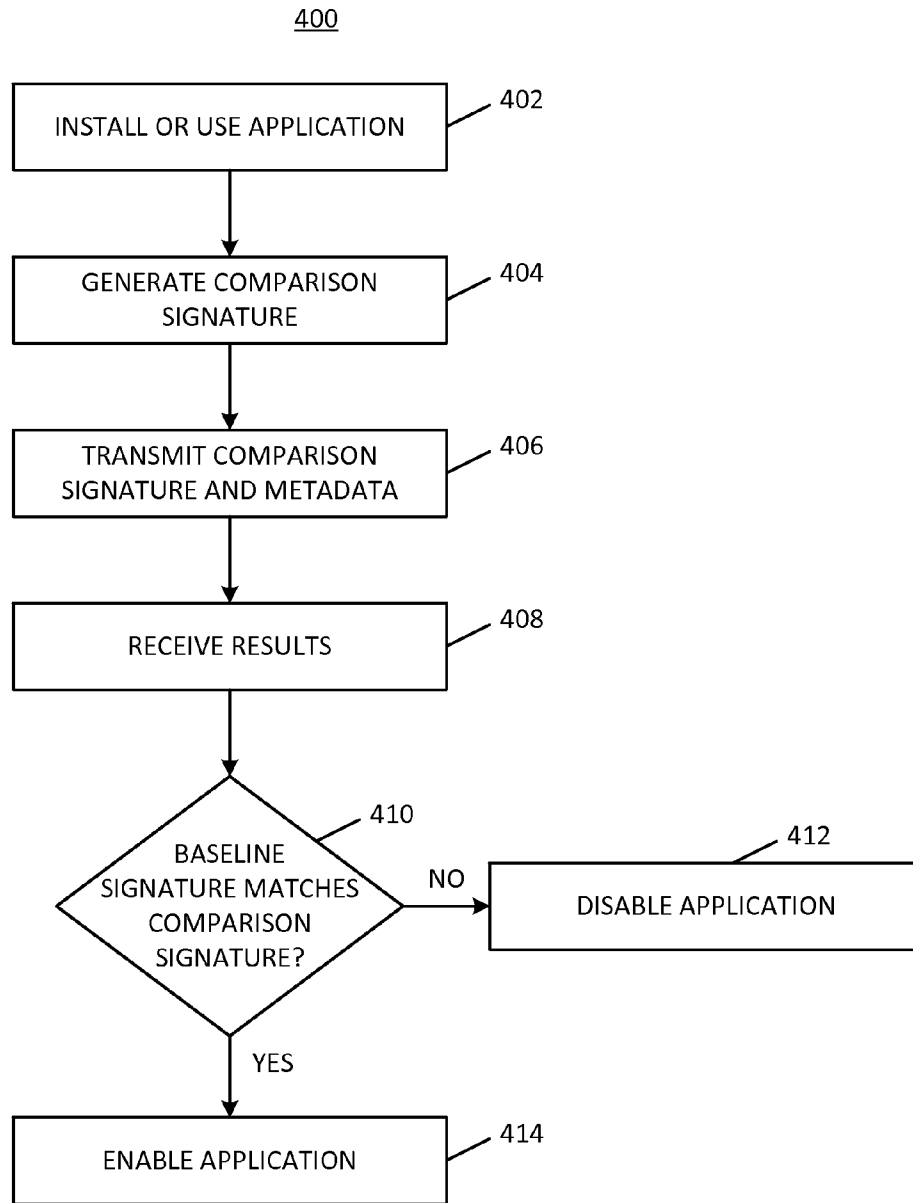 400
INSTALL OR USE APPLICATION
402
GENERATE COMPARISON
SIGNATURE
404
TRANSMIT COMPARISON
SIGNATURE AND METADATA
406
RECEIVE RESULTS
408
BASELINE
SIGNATURE MATCHES
COMPARISON
SIGNATURE?
410
NO
412
DISABLE APPLICATION
YES
ENABLE APPLICATION
414